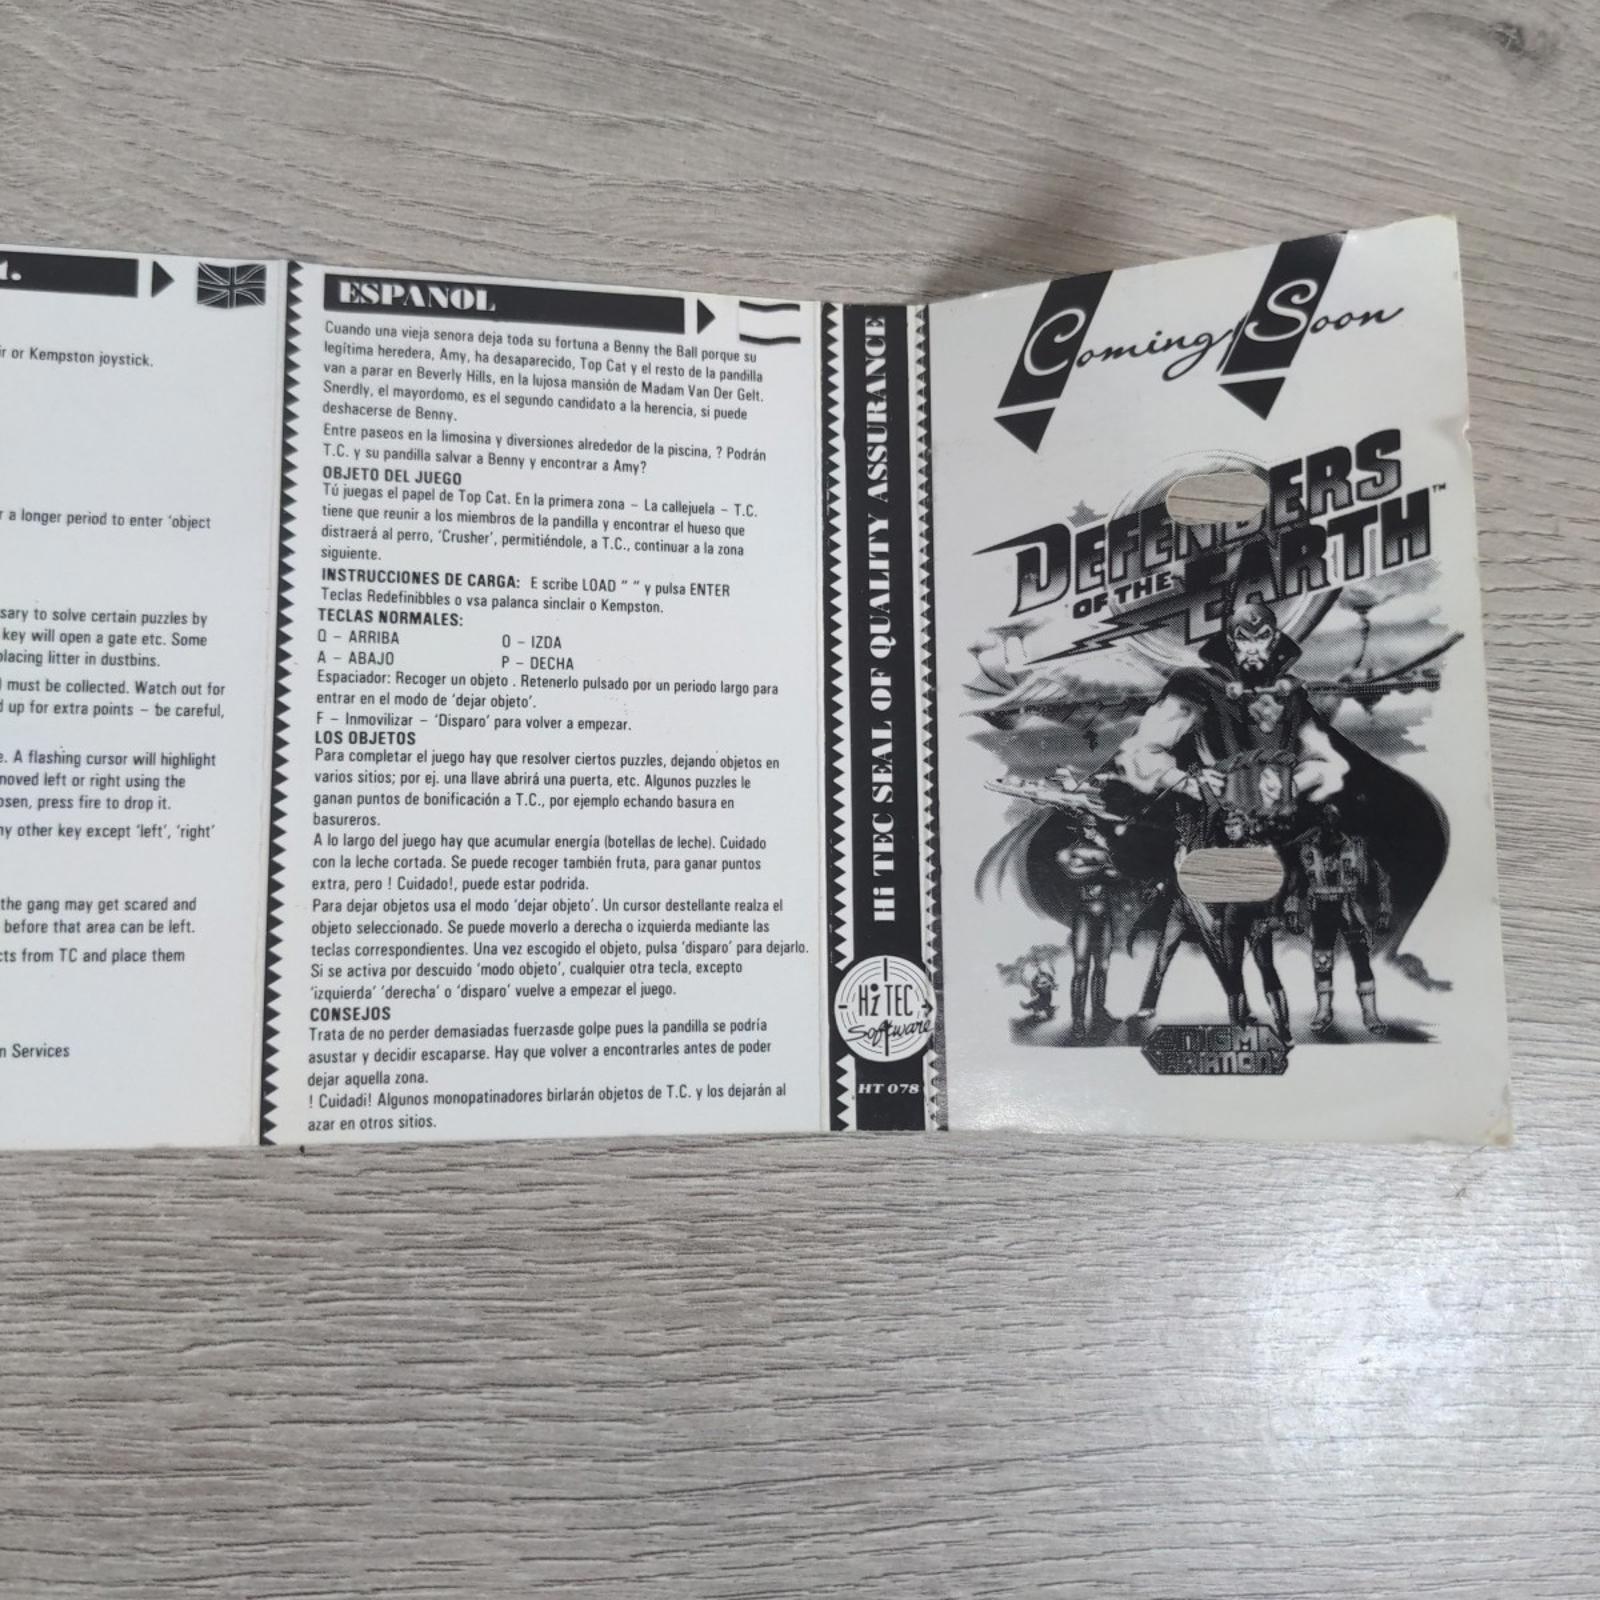 1.
ir or Kempston joystick.
r a longer period to enter 'object
sary to solve certain puzzles by
key will open a gate etc. Some
placing litter in dustbins.
) must be collected. Watch out for
d up for extra points – be careful,
e. A flashing cursor will highlight
moved left or right using the
osen, press fire to drop it.
ny other key except 'left', 'right'
the gang may get scared and
before that area can be left.
cts from TC and place them
n Services
ESPANOL
Cuando una vieja senora deja toda su fortuna a Benny the Ball porque su
legítima heredera, Amy, ha desaparecido, Top Cat y el resto de la pandilla
van a parar en Beverly Hills, en la lujosa mansión de Madam Van Der Gelt.
Snerdly, el mayordomo, es el segundo candidato a la herencia, si puede
deshacerse de Benny.
Entre paseos en la limosina y diversiones alrededor de la piscina, ? Podrán
T.C. y su pandilla salvar a Benny y encontrar a Amy?
OBJETO DEL JUEGO
Tú juegas el papel de Top Cat. En la primera zona – La callejuela – T.C.
tiene que reunir a los miembros de la pandilla y encontrar el hueso que
distraerá al perro, 'Crusher', permitiéndole, a T.C., continuar a la zona
siguiente.
INSTRUCCIONES DE CARGA: E scribe LOAD " " y pulsa ENTER
Teclas Redefinibbles o vsa palanca sinclair o Kempston.
TECLAS NORMALES:
Q – ARRIBA O – IZDA
A – ABAJO P – DECHA
Espaciador: Recoger un objeto . Retenerlo pulsado por un periodo largo para
entrar en el modo de 'dejar objeto'.
F – Inmovilizar – 'Disparo' para volver a empezar.
LOS OBJETOS
Para completar el juego hay que resolver ciertos puzzles, dejando objetos en
varios sitios; por ej. una llave abrirá una puerta, etc. Algunos puzzles le
ganan puntos de bonificación a T.C., por ejemplo echando basura en
basureros.
A lo largo del juego hay que acumular energía (botellas de leche). Cuidado
con la leche cortada. Se puede recoger también fruta, para ganar puntos
extra, pero ! Cuidado!, puede estar podrida.
Para dejar objetos usa el modo 'dejar objeto'. Un cursor destellante realza el
objeto seleccionado. Se puede moverlo a derecha o izquierda mediante las
teclas correspondientes. Una vez escogido el objeto, pulsa 'disparo' para dejarlo.
Si se activa por descuido 'modo objeto', cualquier otra tecla, excepto
'izquierda' 'derecha' o 'disparo' vuelve a empezar el juego.
CONSEJOS
Trata de no perder demasiadas fuerzasde golpe pues la pandilla se podría
asustar y decidir escaparse. Hay que volver a encontrarles antes de poder
dejar aquella zona.
! Cuidadi! Algunos monopatinadores birlarán objetos de T.C. y los dejarán al
azar en otros sitios.
Hi TEC SEAL OF QUALITY ASSURANCE
Hi TEC
Software
HT 078
Coming Soon
DEFENDERS
OF THE EARTH™
ENIGMA
VARIATIONS